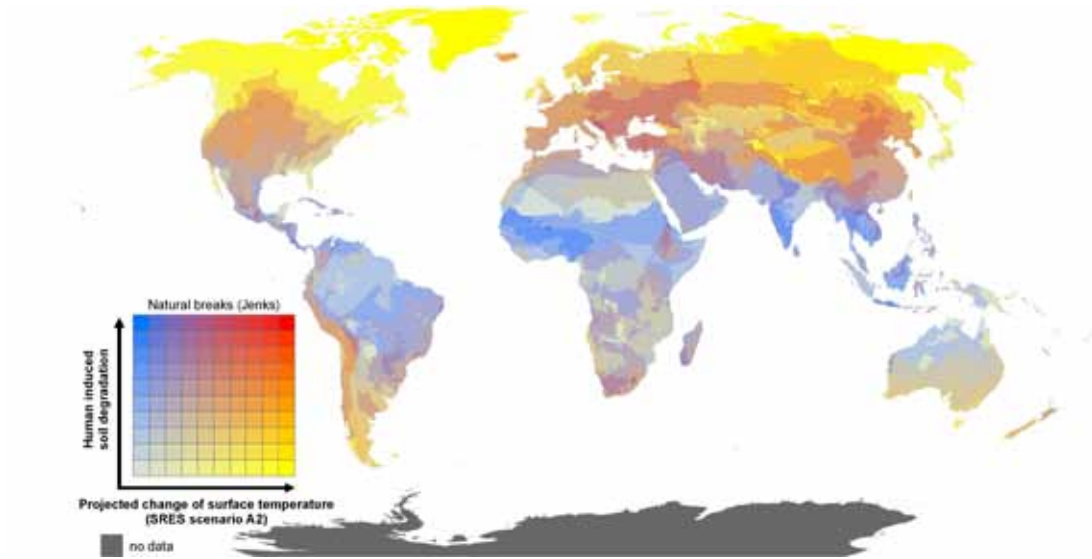 Natural breaks (Jenks)
Human induced
soil degradation
Projected change of surface temperature
(SRES scenario A2)
no data